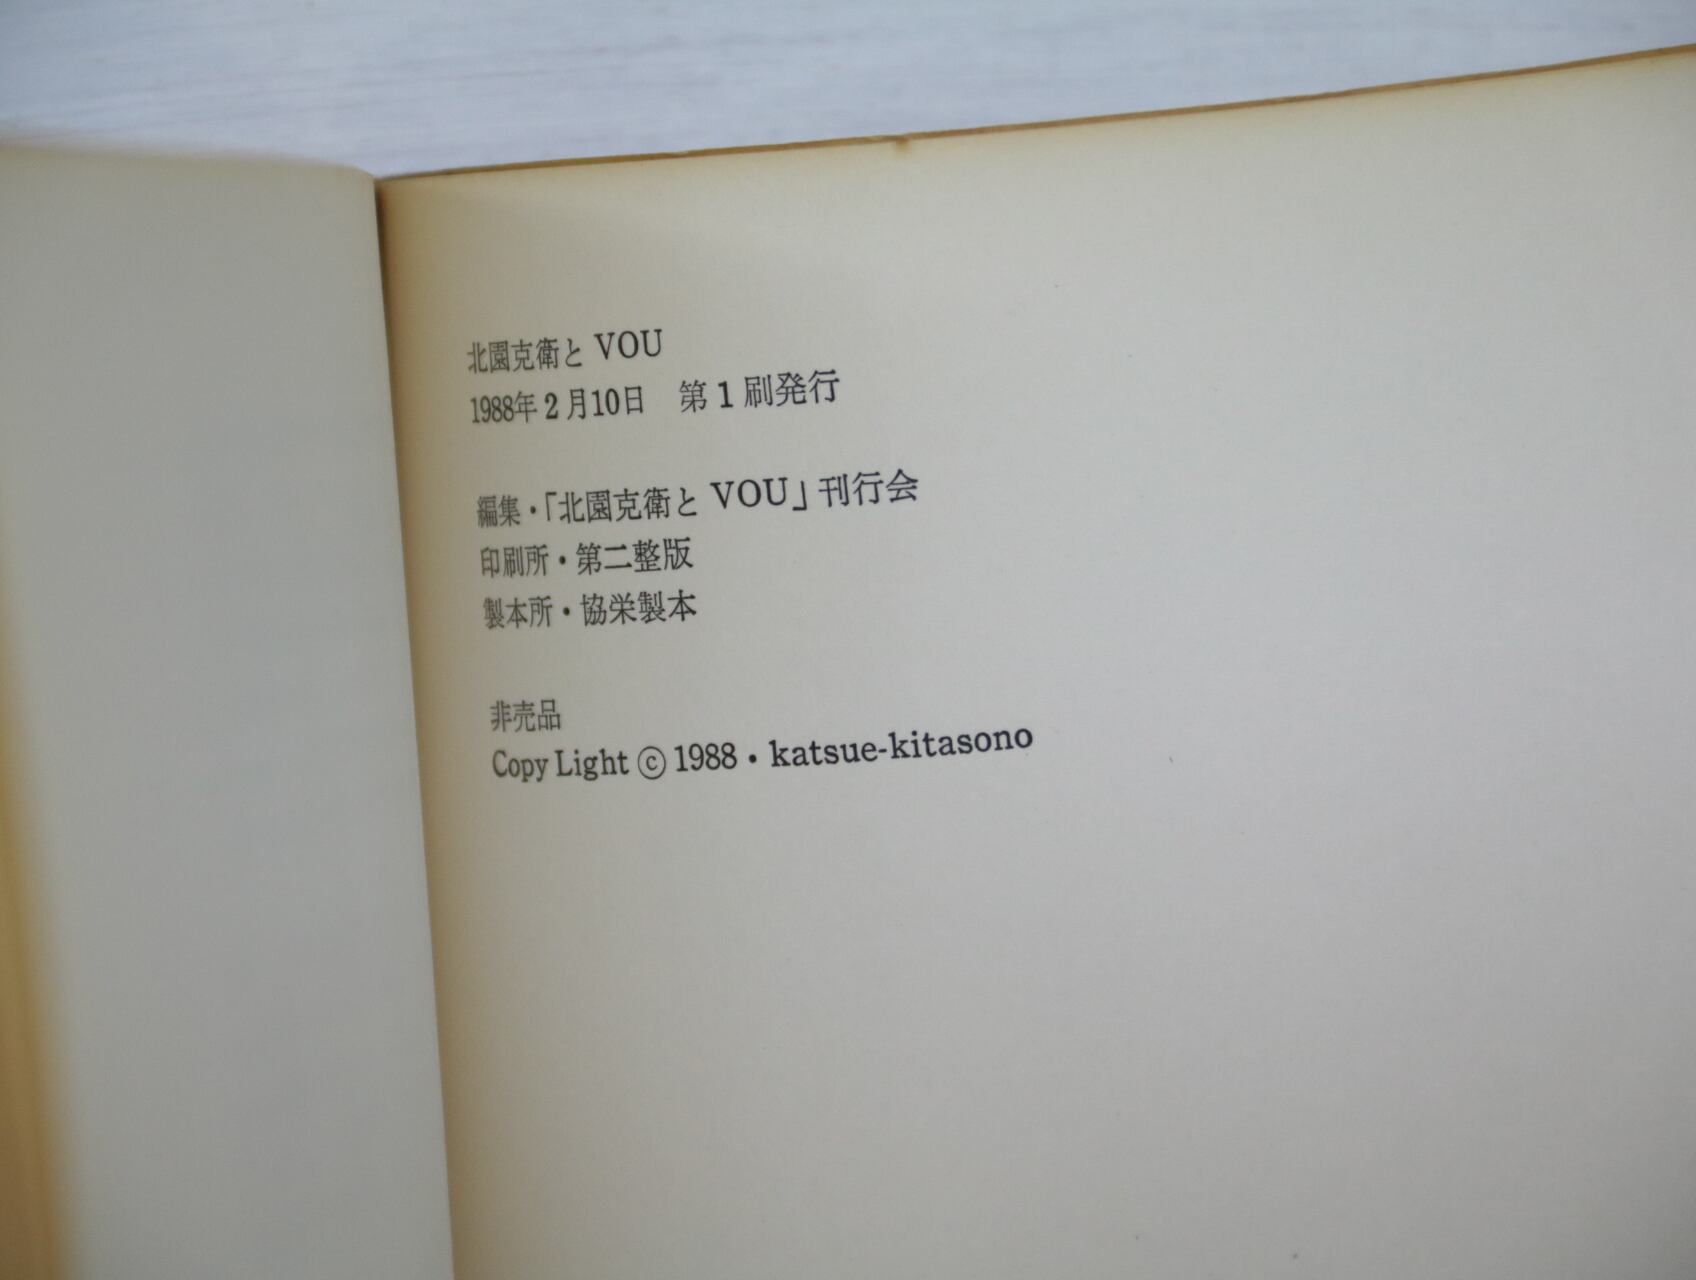 北園克衛と VOU
1988年2月10日　第1刷発行
編集・「北園克衛と VOU」刊行会
印刷所・第二整版
製本所・協栄製本
非売品
Copy Light ⓒ 1988・katsue-kitasono